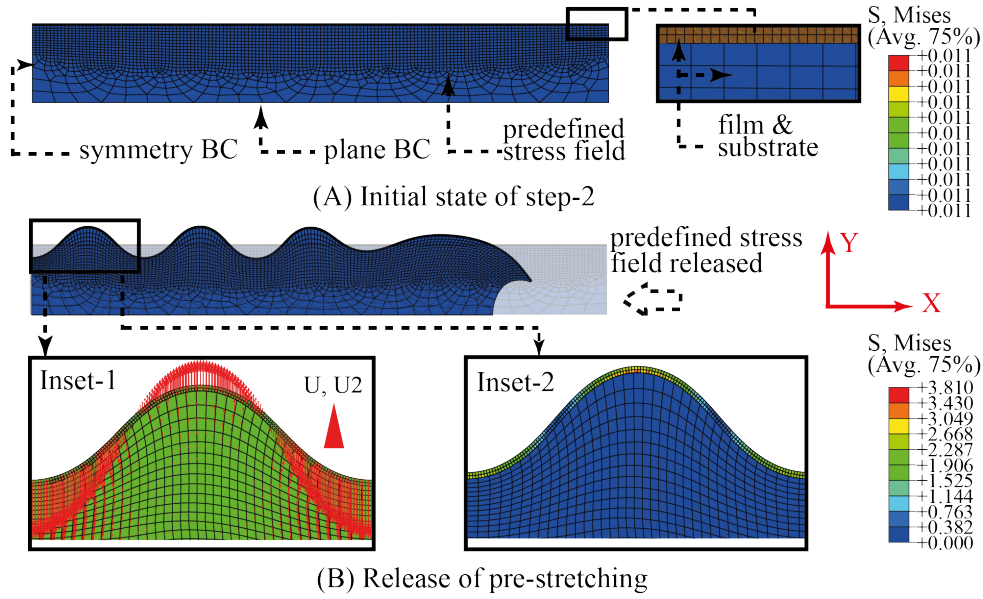 S, Mises
(Avg. 75%)
+0.011
+0.011
+0.011
+0.011
+0.011
+0.011
+0.011
+0.011
+0.011
+0.011
+0.011
symmetry BC
plane BC
predefined
stress field
film &
substrate
(A) Initial state of step-2
predefined stress
field released
Y
X
Inset-1
U, U2
Inset-2
S, Mises
(Avg. 75%)
+3.810
+3.430
+3.049
+2.668
+2.287
+1.906
+1.525
+1.144
+0.763
+0.382
+0.000
(B) Release of pre-stretching